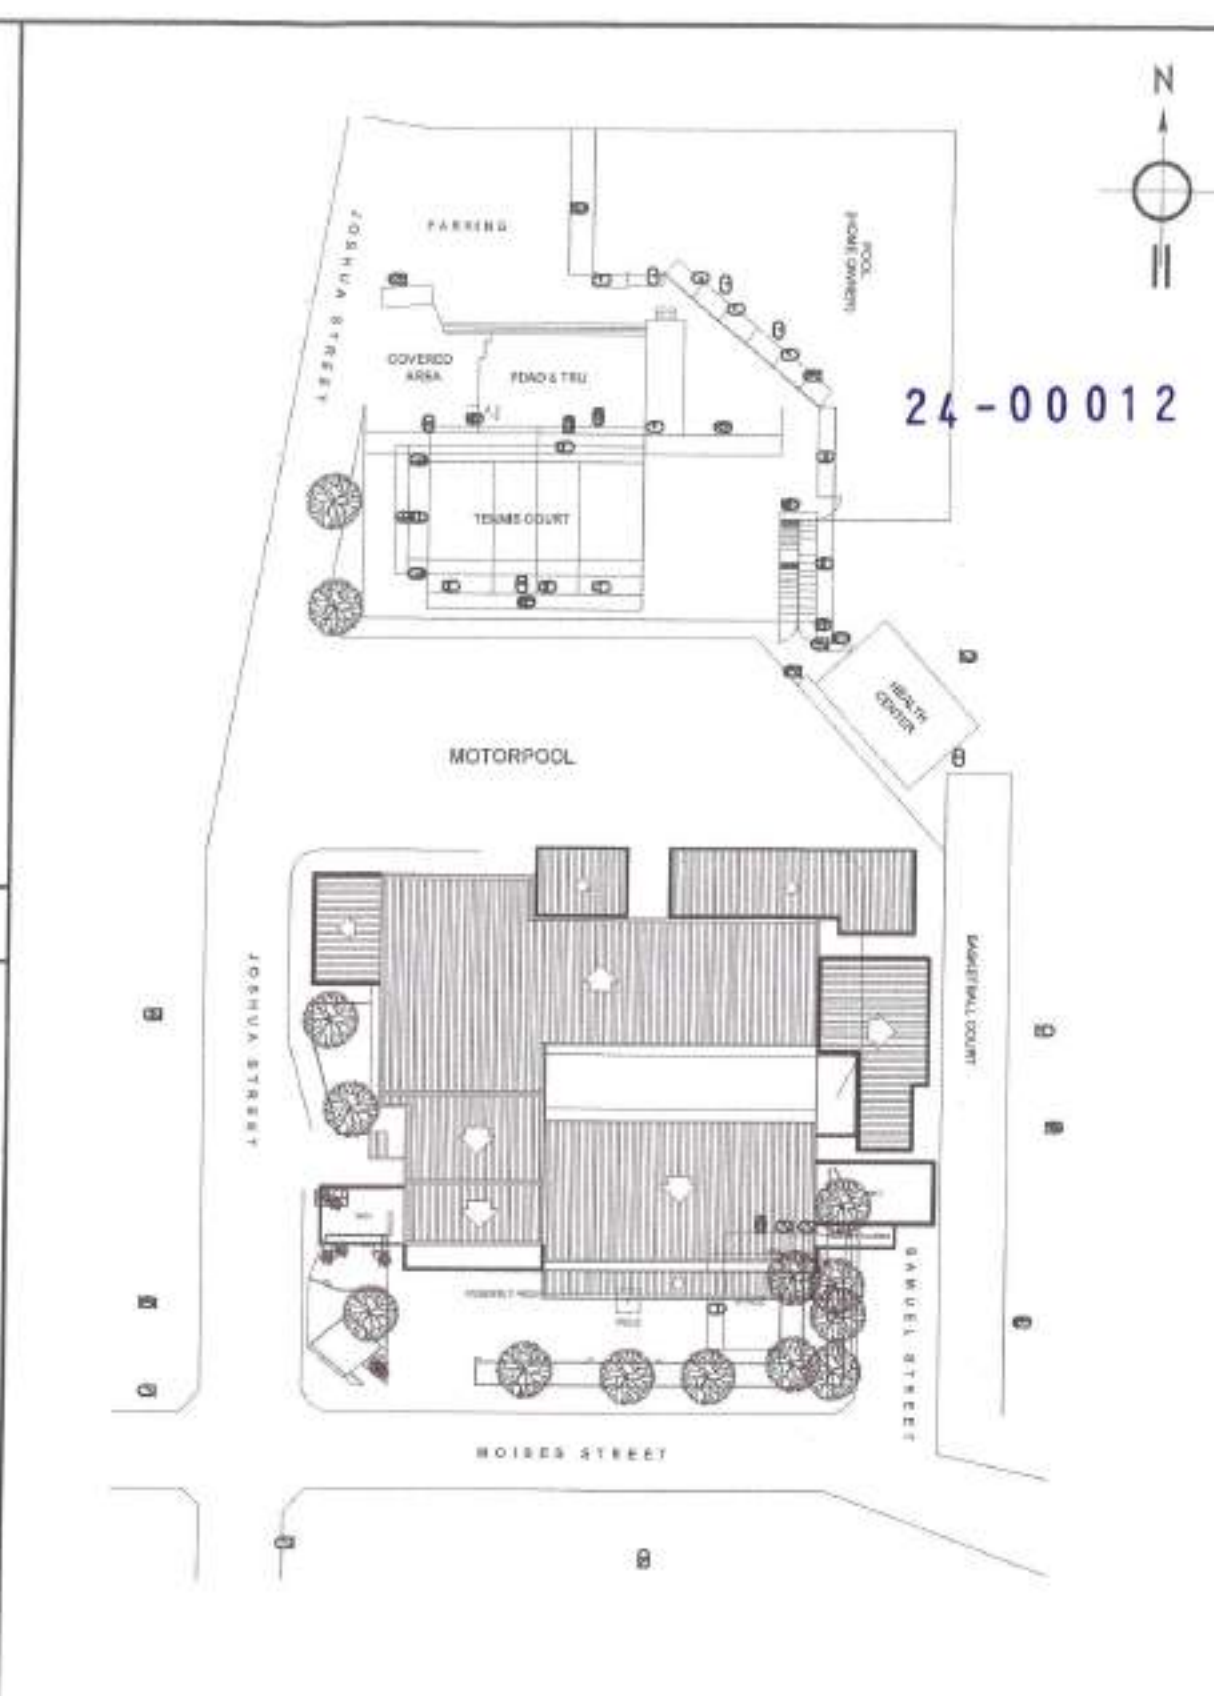 N
JOSHUA STREET
PARKING
POOL
(HOME OWNERS)
COVERED
AREA
24-00012
TENNIS COURT
HEALTH
CENTER
MOTORPOOL
JOSHUA STREET
BASKETBALL COURT
SAMUEL STREET
MOISES STREET